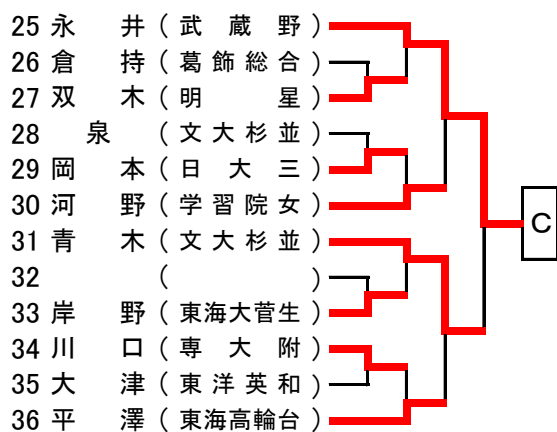 25 永井 (武蔵野)
26 倉持 (葛飾総合)
27 双木 (明星)
28 泉 (文大杉並)
29 岡本 (日大三)
30 河野 (学習院女)
31 青木 (文大杉並)
32 ( )
33 岸野 (東海大菅生)
34 川口 (専大附)
35 大津 (東洋英和)
36 平澤 (東海高輪台)
C